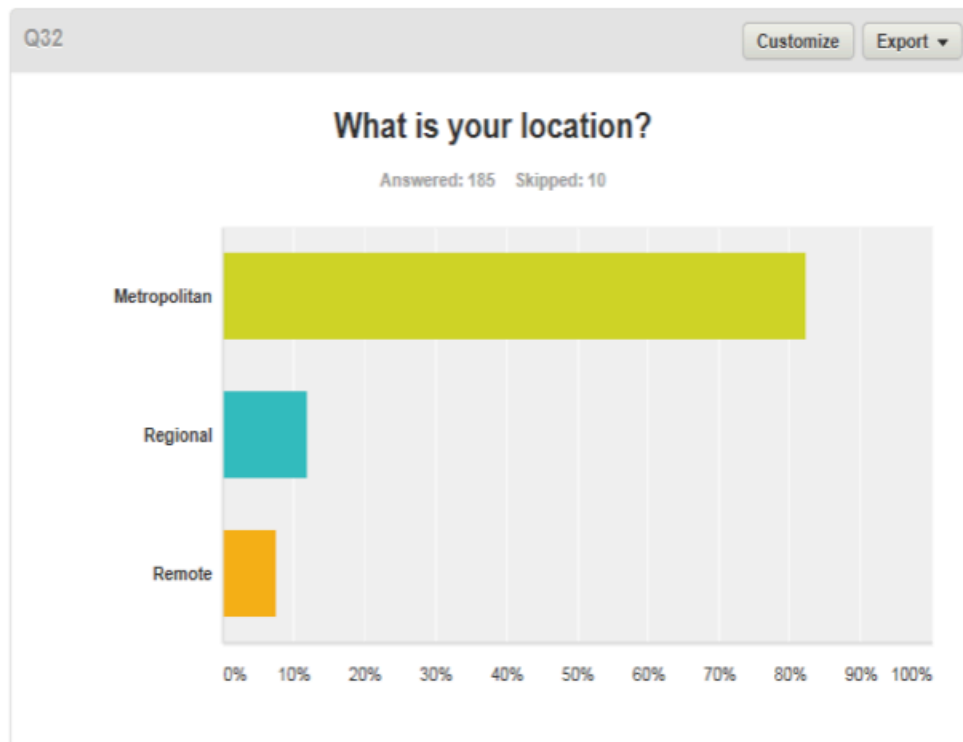 Q32
Customize Export
What is your location?
Answered: 185 Skipped: 10
Metropolitan
Regional
Remote
0% 10% 20% 30% 40% 50% 60% 70% 80% 90% 100%